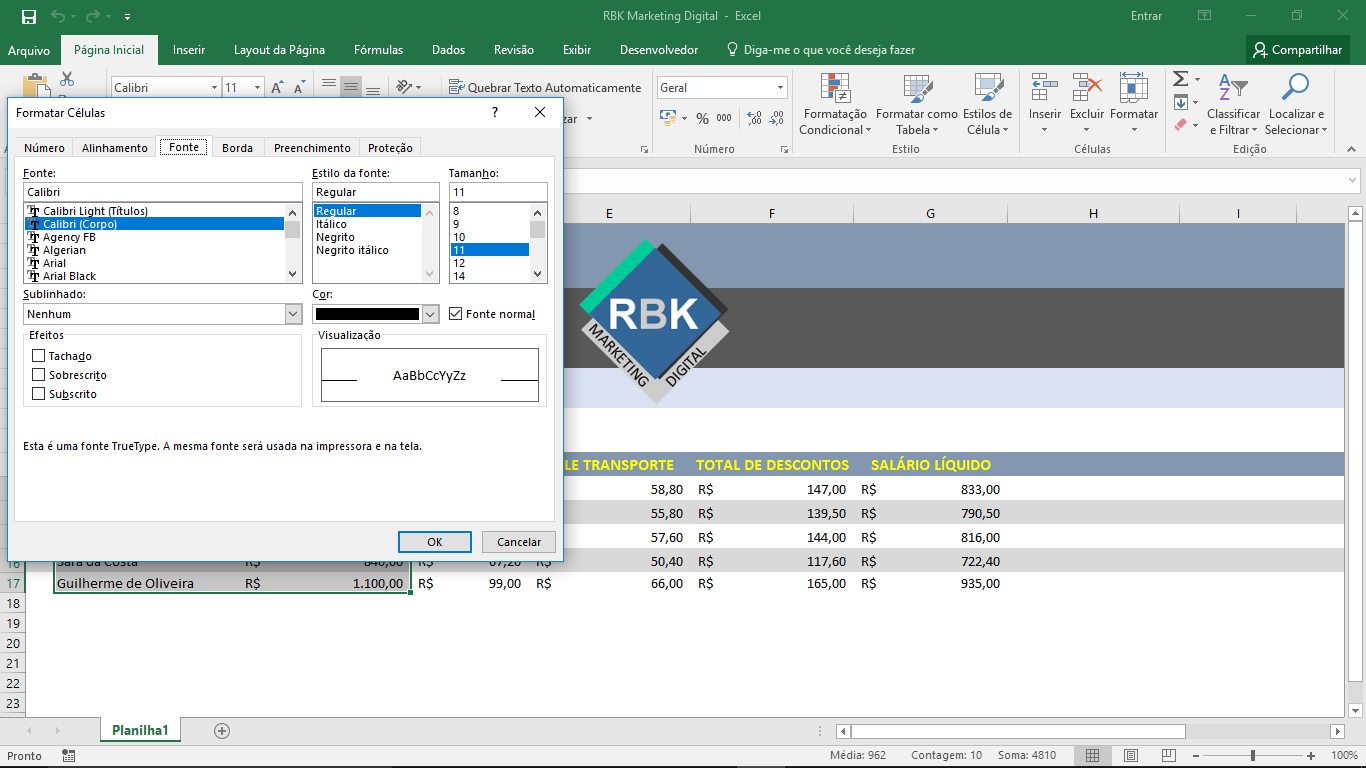 RBK Marketing Digital - Excel
Entrar
Arquivo Página Inicial Inserir Layout da Página Fórmulas Dados Revisão Exibir Desenvolvedor Diga-me o que você deseja fazer Compartilhar
Calibri 11 Quebrar Texto Automaticamente Geral
% 000
Formatação Condicional
Formatar como Tabela
Estilos de Célula
Inserir Excluir Formatar
Classificar e Filtrar
Localizar e Selecionar
Número Estilo Células Edição
Formatar Células ?
Número Alinhamento Fonte Borda Preenchimento Proteção
Fonte: Estilo da fonte: Tamanho:
Calibri Regular 11
Calibri Light (Títulos) Regular 8
Calibri (Corpo) Itálico 9
Agency FB Negrito 10
Algerian Negrito itálico 11
Arial 12
Arial Black 14
Sublinhado: Cor:
Nenhum Fonte normal
Efeitos Visualização
Tachado
Sobrescrito
Subscrito
AaBbCcYyZz
Esta é uma fonte TrueType. A mesma fonte será usada na impressora e na tela.
OK Cancelar
E F G H I
RBK
MARKETING DIGITAL
LE TRANSPORTE TOTAL DE DESCONTOS SALÁRIO LÍQUIDO
58,80 R$ 147,00 R$ 833,00
55,80 R$ 139,50 R$ 790,50
57,60 R$ 144,00 R$ 816,00
16 Sara da Costa R$ 840,00 R$ 67,20 R$ 50,40 R$ 117,60 R$ 722,40
17 Guilherme de Oliveira R$ 1.100,00 R$ 99,00 R$ 66,00 R$ 165,00 R$ 935,00
18
19
20
21
22
23
Planilha1
Pronto Média: 962 Contagem: 10 Soma: 4810 100%